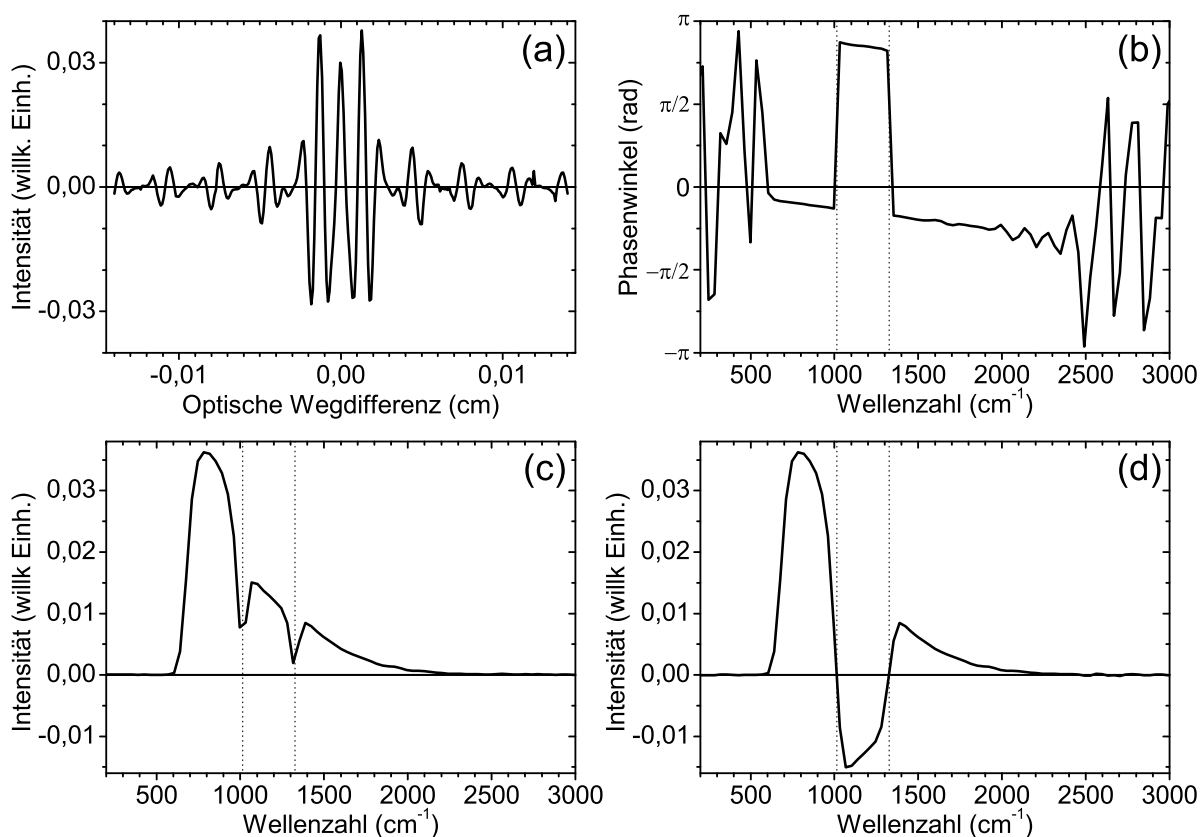 (a)
Intensität (willk. Einh.)
0,03
0,00
-0,03
-0,01 0,00 0,01
Optische Wegdifferenz (cm)
(b)
Phasenwinkel (rad)
π
π/2
0
−π/2
−π
500 1000 1500 2000 2500 3000
Wellenzahl (cm⁻¹)
(c)
Intensität (willk Einh.)
0,03
0,02
0,01
0,00
-0,01
500 1000 1500 2000 2500 3000
Wellenzahl (cm⁻¹)
(d)
Intensität (willk Einh.)
0,03
0,02
0,01
0,00
-0,01
500 1000 1500 2000 2500 3000
Wellenzahl (cm⁻¹)